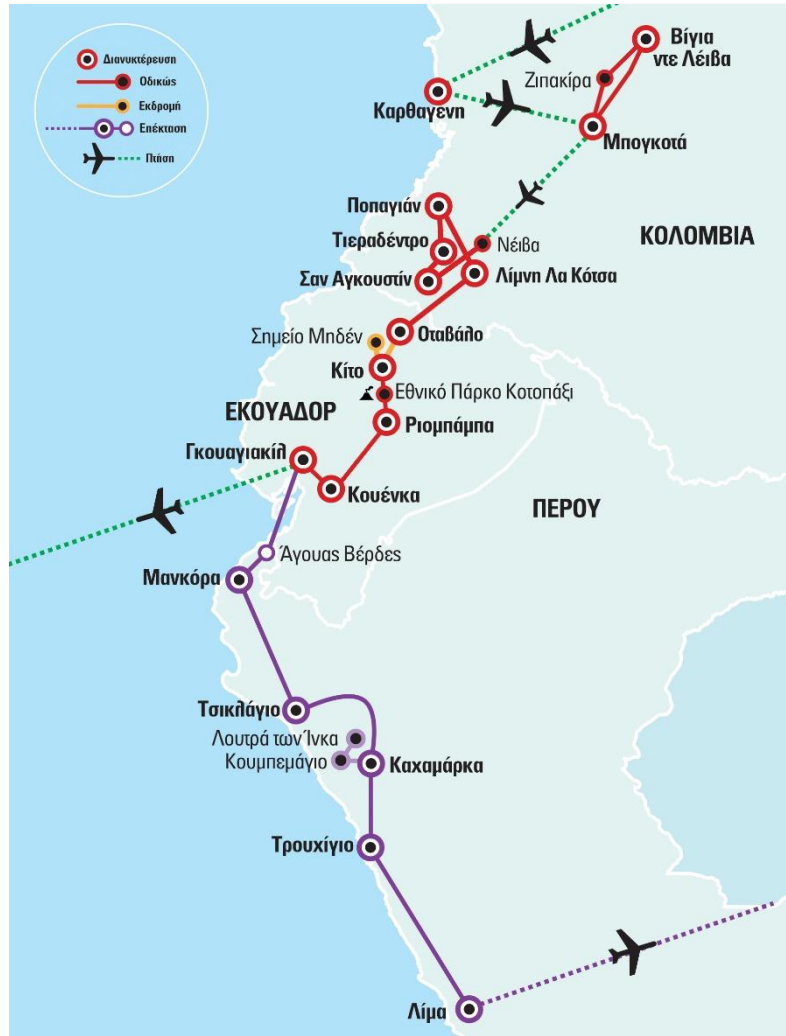 Διανυκτέρευση
Οδικώς
Εκδρομή
Επέκταση
Πτήση
Βίγια
ντε Λέιβα
Ζιπακίρα
Καρθαγένη
Μπογκοτά
Ποπαγιάν
Τιεραδέντρο
Νέιβα
ΚΟΛΟΜΒΙΑ
Σαν Αγκουστίν
Λίμνη Λα Κότσα
Οταβάλο
Σημείο Μηδέν
Κίτο
Εθνικό Πάρκο Κοτοπάξι
ΕΚΟΥΑΔΟΡ
Ριομπάμπα
Γκουαγιακίλ
Κουένκα
ΠΕΡΟΥ
Άγουας Βέρδες
Μανκόρα
Τσικλάγιο
Λουτρά των Ίνκα
Κουμπεμάγιο
Καχαμάρκα
Τρουχίγιο
Λίμα